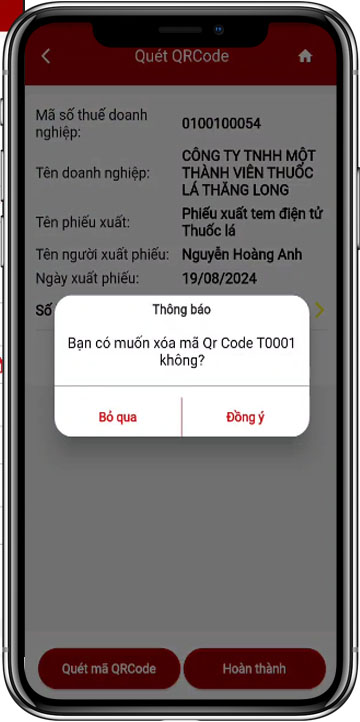 Quét QRCode
Mã số thuế doanh
nghiệp:
0100100054
Tên doanh nghiệp:
CÔNG TY TNHH MỘT
THÀNH VIÊN THUỐC
LÁ THĂNG LONG
Tên phiếu xuất:
Phiếu xuất tem điện tử
Thuốc lá
Tên người xuất phiếu: Nguyễn Hoàng Anh
Ngày xuất phiếu: 19/08/2024
Số
Thông báo
Bạn có muốn xóa mã Qr Code T0001
không?
Bỏ qua
Đồng ý
Quét mã QRCode
Hoàn thành